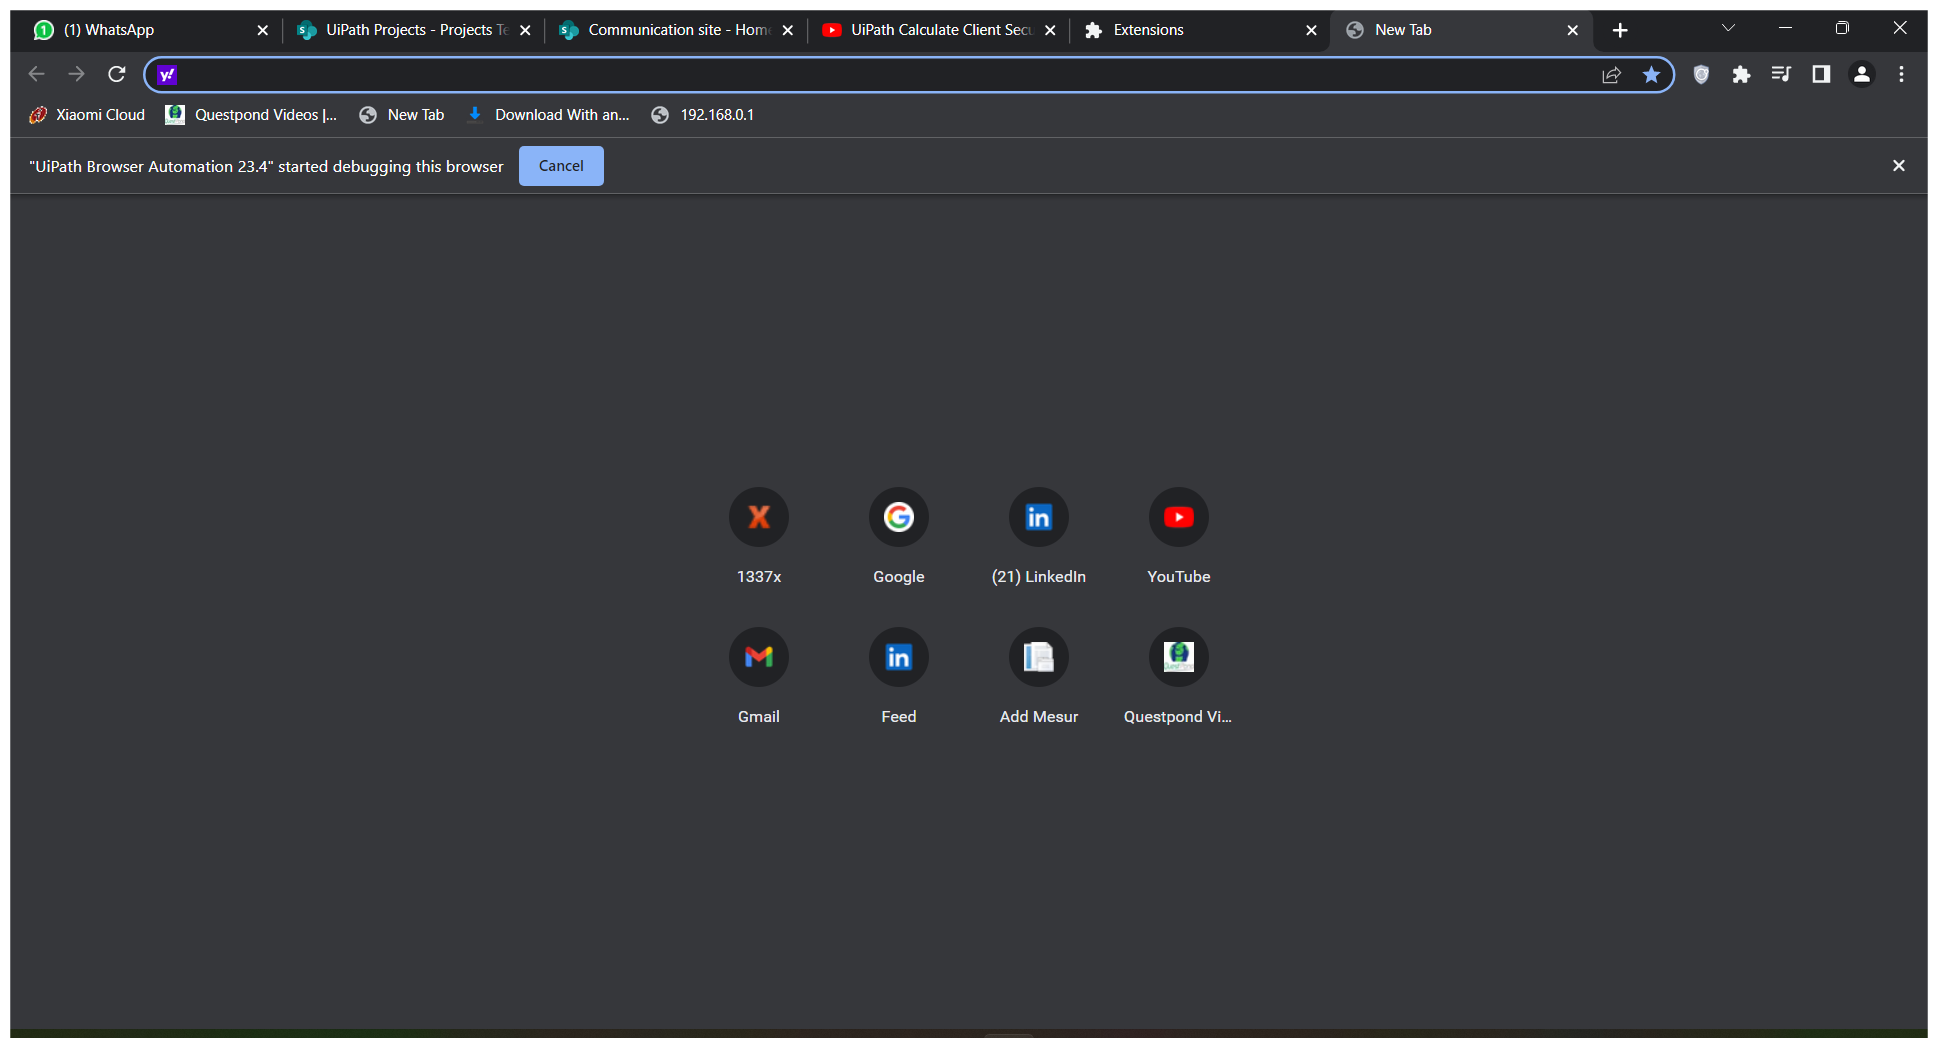 (1) WhatsApp
UiPath Projects - Projects Te
Communication site - Home
UiPath Calculate Client Secu
Extensions
New Tab
y!
Xiaomi Cloud
Questpond Videos |...
New Tab
Download With an...
192.168.0.1
"UiPath Browser Automation 23.4" started debugging this browser
Cancel
1337x
Google
(21) LinkedIn
YouTube
Gmail
Feed
Add Mesur
Questpond Vi...